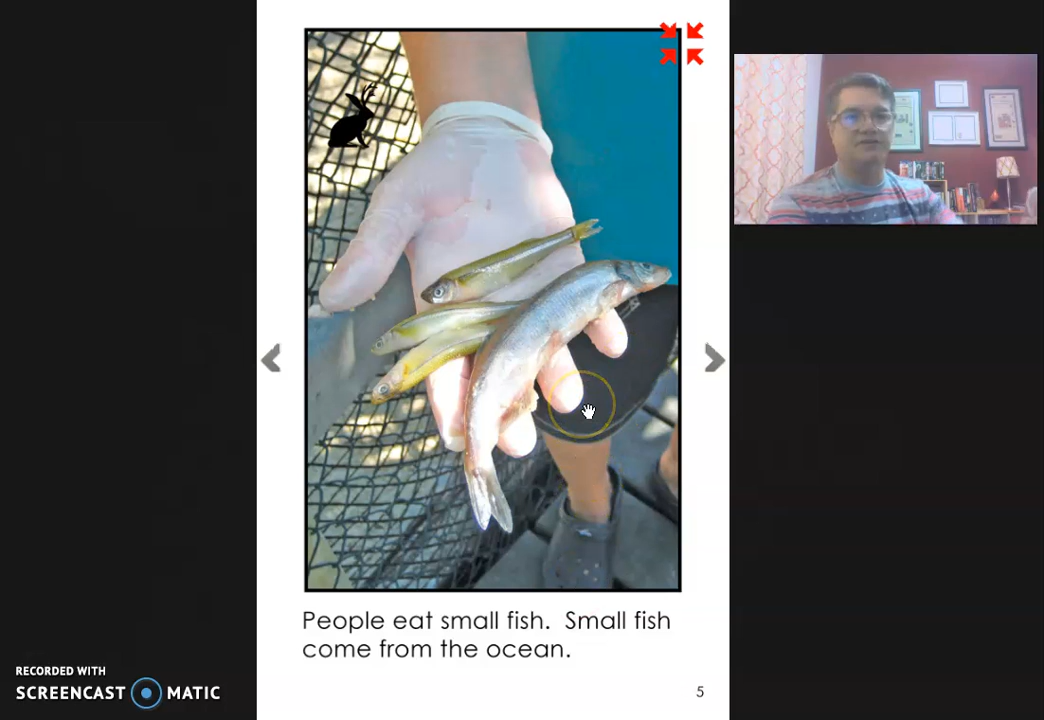 People eat small fish.  Small fish
come from the ocean.
5
RECORDED WITH
SCREENCAST MATIC